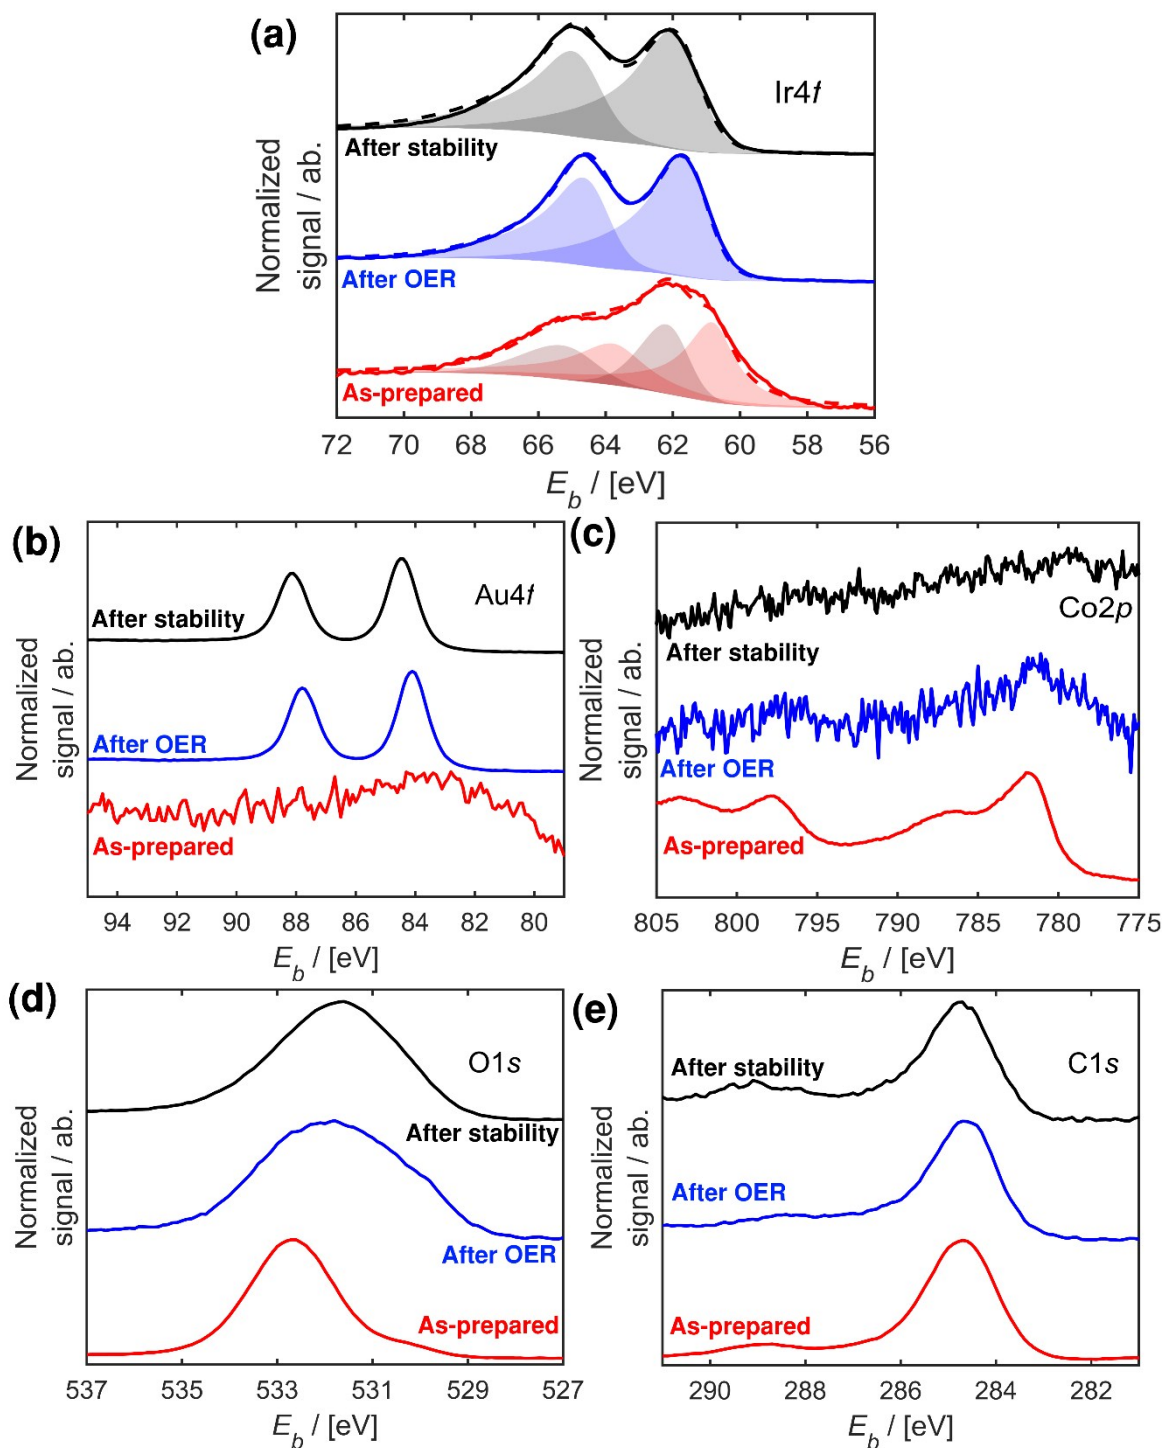 (a)
Ir4f
After stability
After OER
As-prepared
Normalized
signal / ab.
72 70 68 66 64 62 60 58 56
E_b / [eV]
(b)
Au4f
After stability
After OER
As-prepared
Normalized
signal / ab.
94 92 90 88 86 84 82 80
E_b / [eV]
(c)
Co2p
After stability
After OER
As-prepared
Normalized
signal / ab.
805 800 795 790 785 780 775
E_b / [eV]
(d)
O1s
After stability
After OER
As-prepared
Normalized
signal / ab.
537 535 533 531 529 527
E_b / [eV]
(e)
C1s
After stability
After OER
As-prepared
Normalized
signal / ab.
290 288 286 284 282
E_b / [eV]